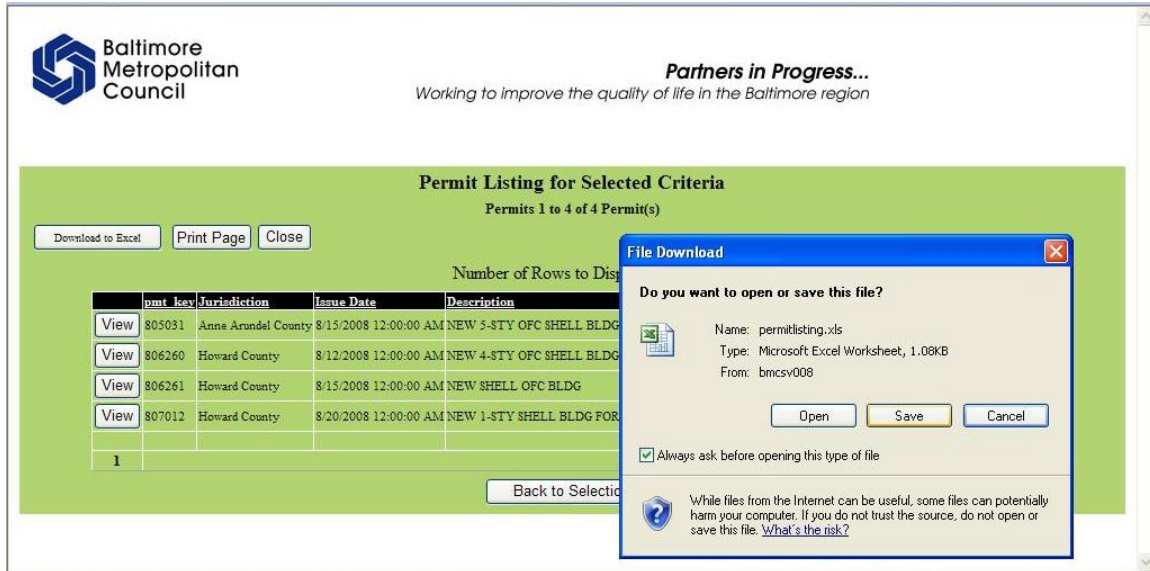 Baltimore
Metropolitan
Council
Partners in Progress...
Working to improve the quality of life in the Baltimore region
Permit Listing for Selected Criteria
Permits 1 to 4 of 4 Permit(s)
Download to Excel Print Page Close
Number of Rows to
pmt_key Jurisdiction Issue Date Description
View 805031 Anne Arundel County 8/15/2008 12:00:00 AM NEW 5-STY OFC SHELL BLDG
View 806260 Howard County 8/12/2008 12:00:00 AM NEW 4-STY OFC SHELL BLDG
View 806261 Howard County 8/15/2008 12:00:00 AM NEW SHELL OFC BLDG
View 807012 Howard County 8/20/2008 12:00:00 AM NEW 1-STY SHELL BLDG FOR
1
Back to
File Download
Do you want to open or save this file?
Name: permitlisting.xls
Type: Microsoft Excel Worksheet, 1.08KB
From: bmcsv008
Open Save Cancel
Always ask before opening this type of file
While files from the Internet can be useful, some files can potentially
harm your computer. If you do not trust the source, do not open or
save this file. What's the risk?